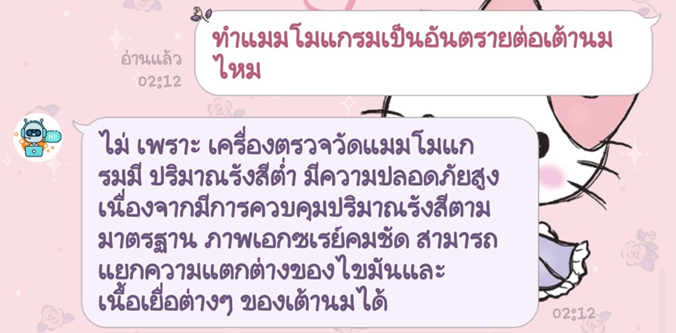 ทำแมมโมแกรมเป็นอันตรายต่อเต้านม
ไหม
อ่านแล้ว
02:12
ไม่ เพราะ เครื่องตรวจวัดแมมโมแก
รมมี ปริมาณรังสีต่ำ มีความปลอดภัยสูง
เนื่องจากมีการควบคุมปริมาณรังสีตาม
มาตรฐาน ภาพเอกซเรย์คมชัด สามารถ
แยกความแตกต่างของไขมันและ
เนื้อเยื่อต่างๆ ของเต้านมได้
02:12